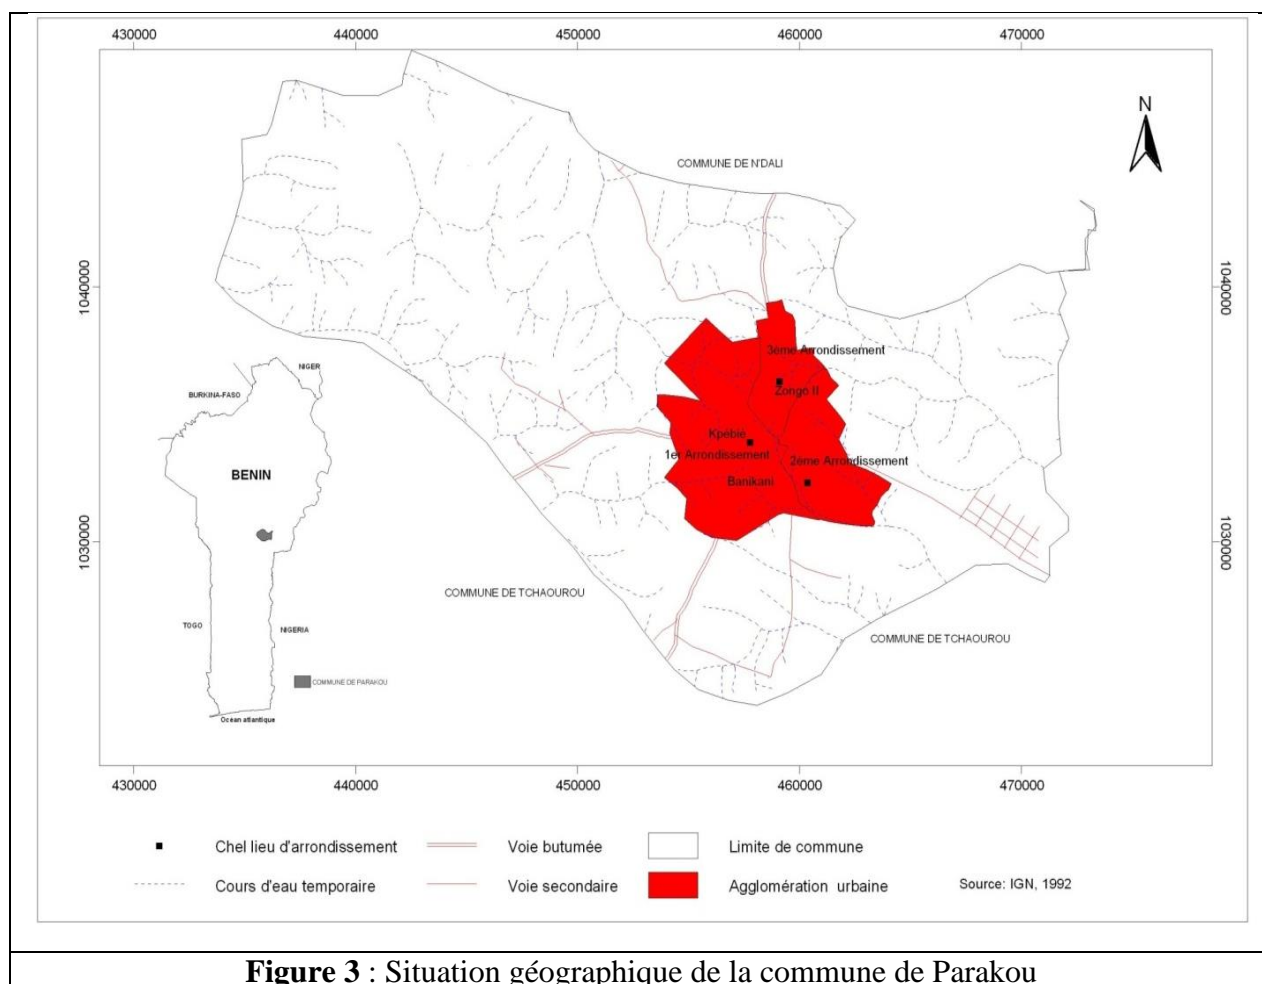 430000 440000 450000 460000 470000
N
COMMUNE DE N'DALI
1040000 1040000
3ème Arrondissement
Zongo II
NIGER
BURKINA-FASO
Kpébié
1er Arrondissement
2ème Arrondissement
BENIN
Banikani
1030000 1030000
COMMUNE DE TCHAOUROU
TOGO
NIGERIA
COMMUNE DE TCHAOUROU
COMMUNE DE PARAKOU
Océan atlantique
430000 440000 450000 460000 470000
Chel lieu d'arrondissement Voie butumée Limite de commune
Cours d'eau temporaire Voie secondaire Agglomération urbaine Source: IGN, 1992
Figure 3 : Situation géographique de la commune de Parakou